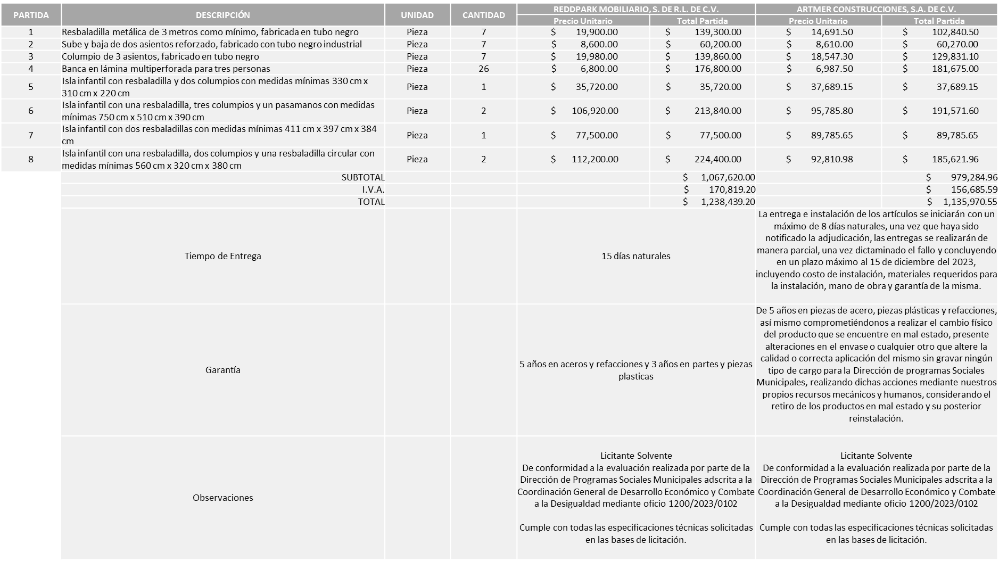 PARTIDA DESCRIPCIÓN UNIDAD CANTIDAD REDDPARK MOBILIARIO, S. DE R.L. DE C.V. ARTMER CONSTRUCCIONES, S.A. DE C.V.
Precio Unitario Total Partida Precio Unitario Total Partida
1 Resbaladilla metálica de 3 metros como mínimo, fabricada en tubo negro Pieza 7 $ 19,900.00 $ 139,300.00 $ 14,691.50 $ 102,840.50
2 Sube y baja de dos asientos reforzado, fabricado con tubo negro industrial Pieza 7 $ 8,600.00 $ 60,200.00 $ 8,610.00 $ 60,270.00
3 Columpio de 3 asientos, fabricado en tubo negro Pieza 7 $ 19,980.00 $ 139,860.00 $ 18,547.30 $ 129,831.10
4 Banca en lámina multiperforada para tres personas Pieza 26 $ 6,800.00 $ 176,800.00 $ 6,987.50 $ 181,675.00
Isla infantil con resbaladilla y dos columpios con medidas mínimas 330 cm x
310 cm x 220 cm
5 Pieza 1 $ 35,720.00 $ 35,720.00 $ 37,689.15 $ 37,689.15
Isla infantil con una resbaladilla, tres columpios y un pasamanos con medidas
mínimas 750 cm x 510 cm x 390 cm
6 Pieza 2 $ 106,920.00 $ 213,840.00 $ 95,785.80 $ 191,571.60
Isla infantil con dos resbaladillas con medidas mínimas 411 cm x 397 cm x 384
cm
7 Pieza 1 $ 77,500.00 $ 77,500.00 $ 89,785.65 $ 89,785.65
Isla infantil con una resbaladilla, dos columpios y una resbaladilla circular con
medidas mínimas 560 cm x 320 cm x 380 cm
8 Pieza 2 $ 112,200.00 $ 224,400.00 $ 92,810.98 $ 185,621.96
SUBTOTAL $ 1,067,620.00 $ 979,284.96
I.V.A. $ 170,819.20 $ 156,685.59
TOTAL $ 1,238,439.20 $ 1,135,970.55
Tiempo de Entrega
15 días naturales
La entrega e instalación de los artículos se iniciarán con un
máximo de 8 días naturales, una vez que haya sido
notificado la adjudicación, las entregas se realizarán de
manera parcial, una vez dictaminado el fallo y concluyendo
en un plazo máximo al 15 de diciembre del 2023,
incluyendo costo de instalación, materiales requeridos para
la instalación, mano de obra y garantía de la misma.
Garantía
5 años en aceros y refacciones y 3 años en partes y piezas
plasticas
De 5 años en piezas de acero, piezas plásticas y refacciones,
así mismo comprometiéndonos a realizar el cambio físico
del producto que se encuentre en mal estado, presente
alteraciones en el envase o cualquier otro que altere la
calidad o correcta aplicación del mismo sin gravar ningún
tipo de cargo para la Dirección de programas Sociales
Municipales, realizando dichas acciones mediante nuestros
propios recursos mecánicos y humanos, considerando el
retiro de los productos en mal estado y su posterior
reinstalación.
Observaciones
Licitante Solvente
De conformidad a la evaluación realizada por parte de la
Dirección de Programas Sociales Municipales adscrita a la
Coordinación General de Desarrollo Económico y Combate
a la Desigualdad mediante oficio 1200/2023/0102
Cumple con todas las especificaciones técnicas solicitadas
en las bases de licitación.
Licitante Solvente
De conformidad a la evaluación realizada por parte de la
Dirección de Programas Sociales Municipales adscrita a la
Coordinación General de Desarrollo Económico y Combate
a la Desigualdad mediante oficio 1200/2023/0102
Cumple con todas las especificaciones técnicas solicitadas
en las bases de licitación.